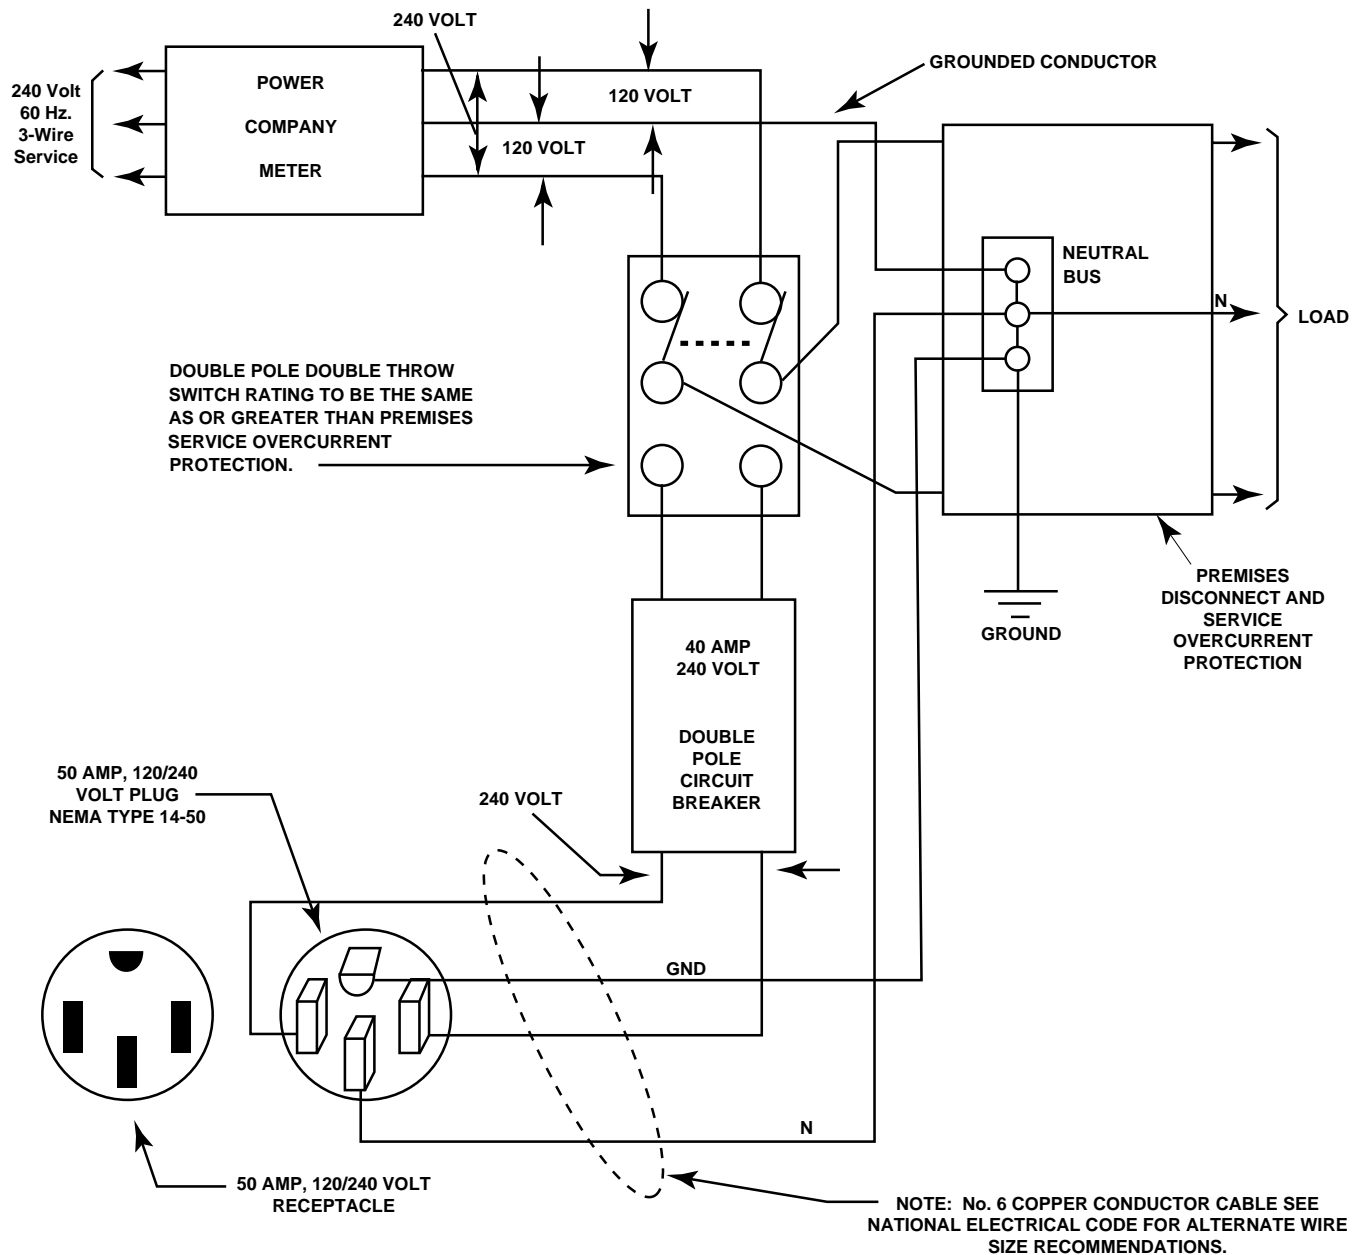 240 VOLT
GROUNDED CONDUCTOR
240 Volt
60 Hz.
3-Wire
Service
POWER
COMPANY
METER
120 VOLT
120 VOLT
NEUTRAL
BUS
N
LOAD
DOUBLE POLE DOUBLE THROW
SWITCH RATING TO BE THE SAME
AS OR GREATER THAN PREMISES
SERVICE OVERCURRENT
PROTECTION.
GROUND
PREMISES
DISCONNECT AND
SERVICE
OVERCURRENT
PROTECTION
40 AMP
240 VOLT
DOUBLE
POLE
CIRCUIT
BREAKER
50 AMP, 120/240
VOLT PLUG
NEMA TYPE 14-50
240 VOLT
GND
N
50 AMP, 120/240 VOLT
RECEPTACLE
NOTE: No. 6 COPPER CONDUCTOR CABLE SEE
NATIONAL ELECTRICAL CODE FOR ALTERNATE WIRE
SIZE RECOMMENDATIONS.